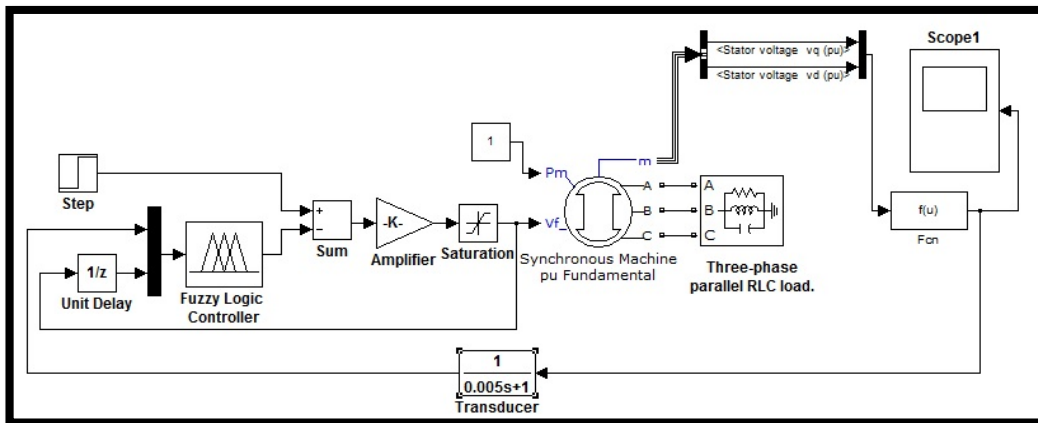 <Stator voltage vq (pu)>
<Stator voltage vd (pu)>
Scope1
1
m
Pm
Vf_
A
B
C
A
B
C
Synchronous Machine
pu Fundamental
Three-phase
parallel RLC load.
f(u)
Fcn
Step
+
−
Sum
-K-
Amplifier
Saturation
1/z
Unit Delay
Fuzzy Logic
Controller
1
0.005s+1
Transducer